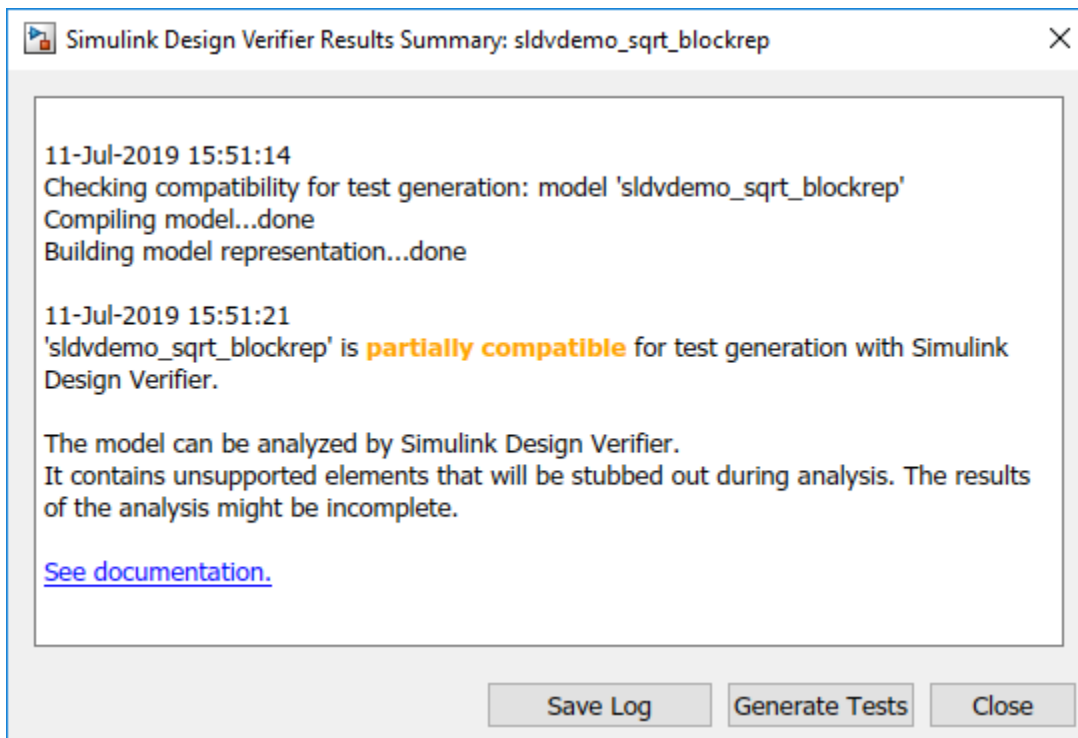 Simulink Design Verifier Results Summary: sldvdemo_sqrt_blockrep
11-Jul-2019 15:51:14
Checking compatibility for test generation: model 'sldvdemo_sqrt_blockrep'
Compiling model...done
Building model representation...done
11-Jul-2019 15:51:21
'sldvdemo_sqrt_blockrep' is partially compatible for test generation with Simulink
Design Verifier.
The model can be analyzed by Simulink Design Verifier.
It contains unsupported elements that will be stubbed out during analysis. The results
of the analysis might be incomplete.
See documentation.
Save Log Generate Tests Close